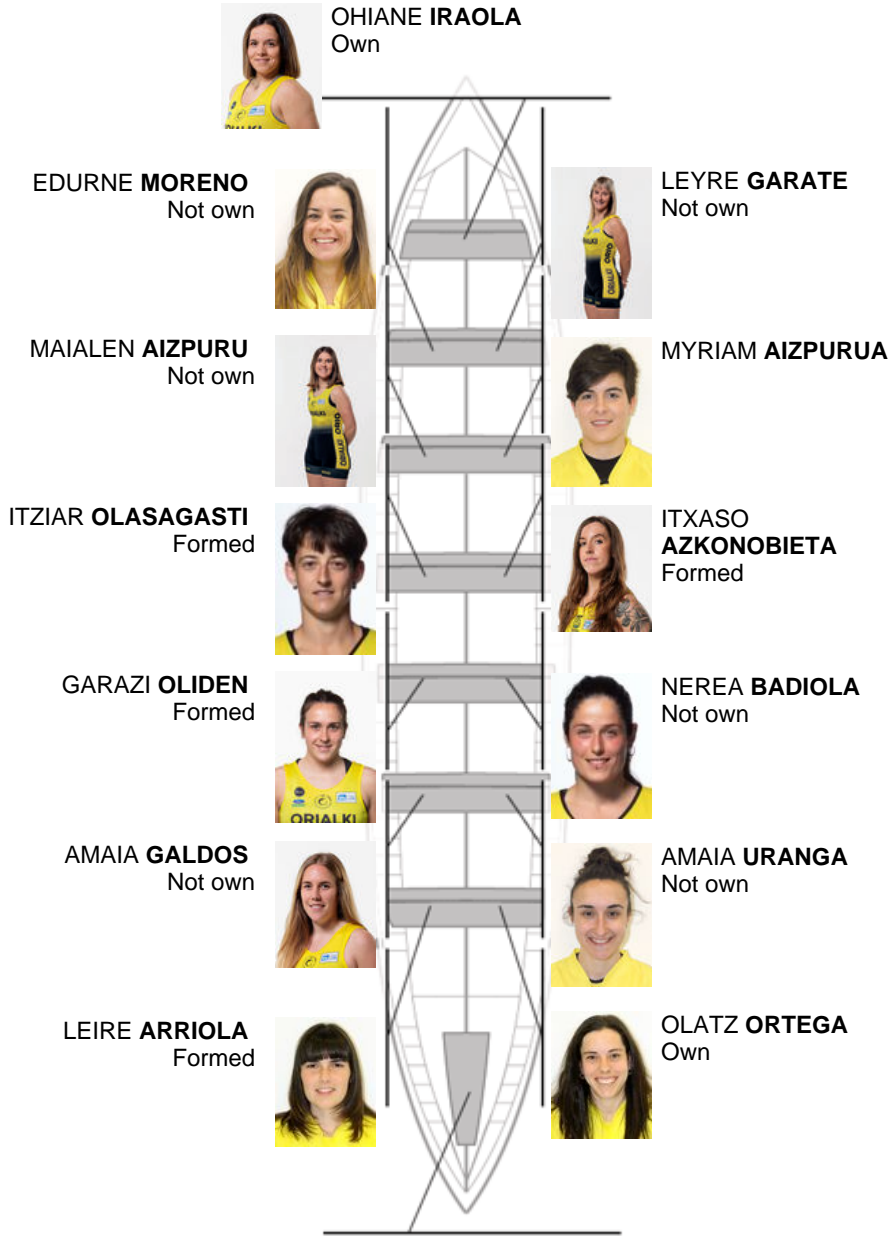 OHIANE IRAOLA
Own
EDURNE MORENO
Not own
LEYRE GARATE
Not own
MAIALEN AIZPURU
Not own
MYRIAM AIZPURUA
ITZIAR OLASAGASTI
Formed
ITXASO
AZKONOBIETA
Formed
GARAZI OLIDEN
Formed
NEREA BADIOLA
Not own
AMAIA GALDOS
Not own
AMAIA URANGA
Not own
LEIRE ARRIOLA
Formed
OLATZ ORTEGA
Own
ORIALKI